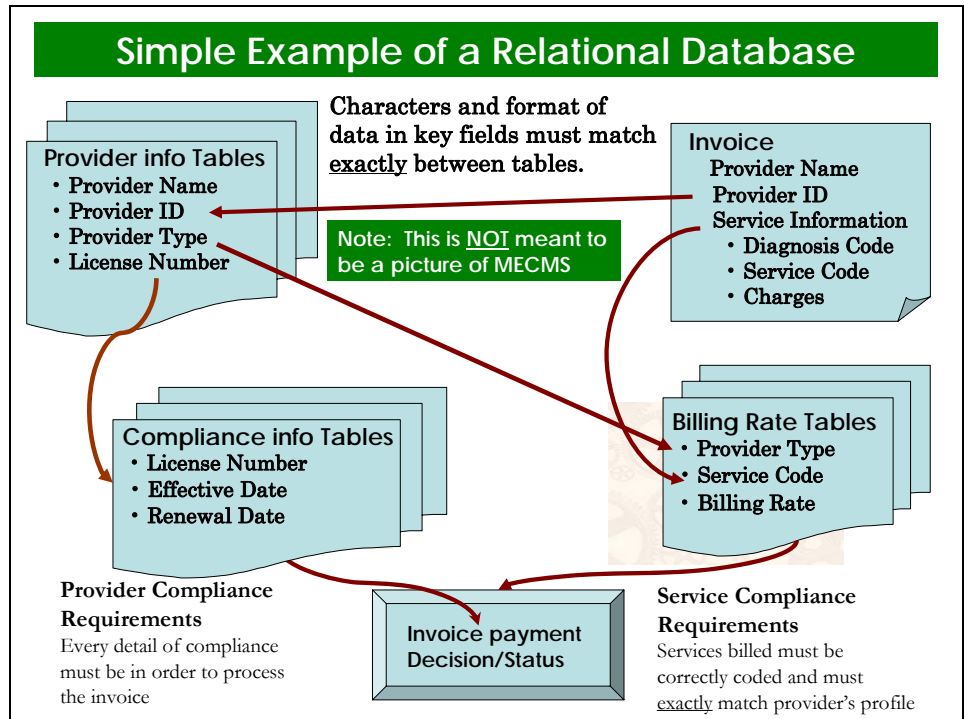 Simple Example of a Relational Database
Characters and format of
data in key fields must match
exactly between tables.
Provider info Tables
• Provider Name
• Provider ID
• Provider Type
• License Number
Note: This is NOT meant to
be a picture of MECMS
Invoice
Provider Name
Provider ID
Service Information
• Diagnosis Code
• Service Code
• Charges
Compliance info Tables
• License Number
• Effective Date
• Renewal Date
Billing Rate Tables
• Provider Type
• Service Code
• Billing Rate
Provider Compliance
Requirements
Every detail of compliance
must be in order to process
the invoice
Invoice payment
Decision/Status
Service Compliance
Requirements
Services billed must be
correctly coded and must
exactly match provider's profile